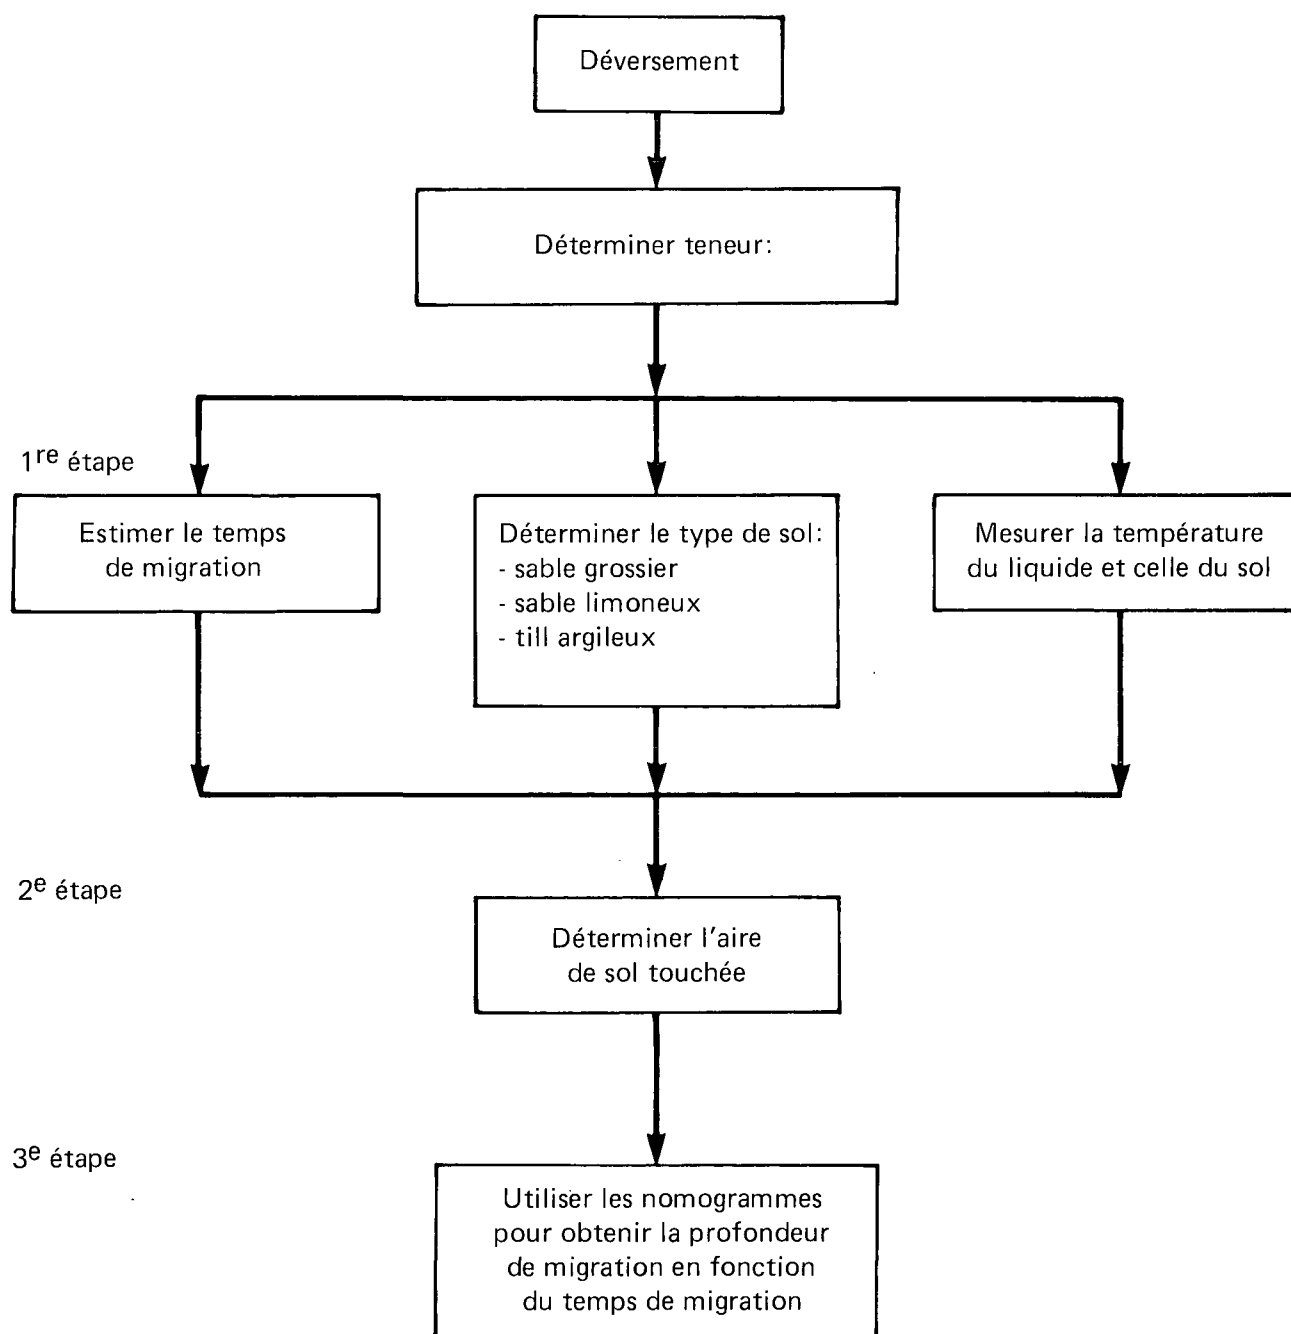 Déversement
Déterminer teneur:
1re étape
Estimer le temps
de migration
Déterminer le type de sol:
- sable grossier
- sable limoneux
- till argileux
Mesurer la température
du liquide et celle du sol
2e étape
Déterminer l'aire
de sol touchée
3e étape
Utiliser les nomogrammes
pour obtenir la profondeur
de migration en fonction
du temps de migration